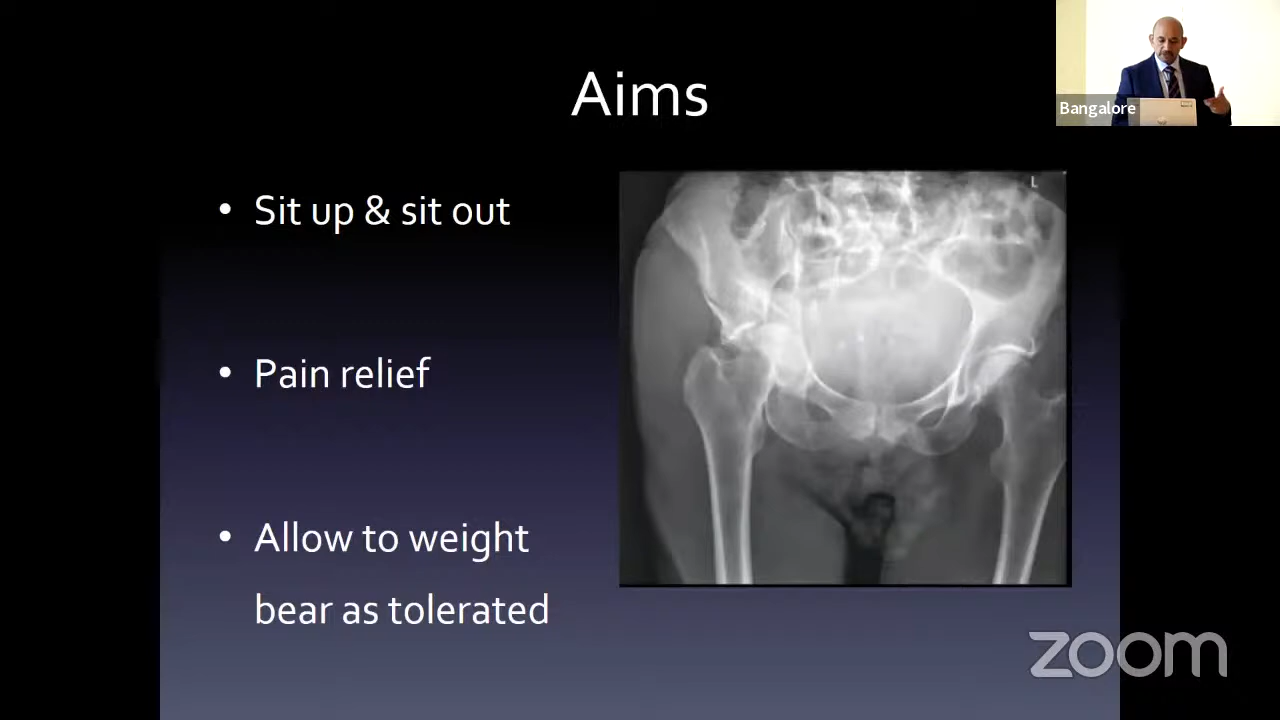 Aims
Bangalore
• Sit up & sit out
L
• Pain relief
• Allow to weight
bear as tolerated
zoom